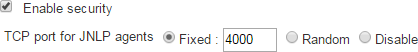 Enable security
TCP port for JNLP agents Fixed : 4000 Random Disable